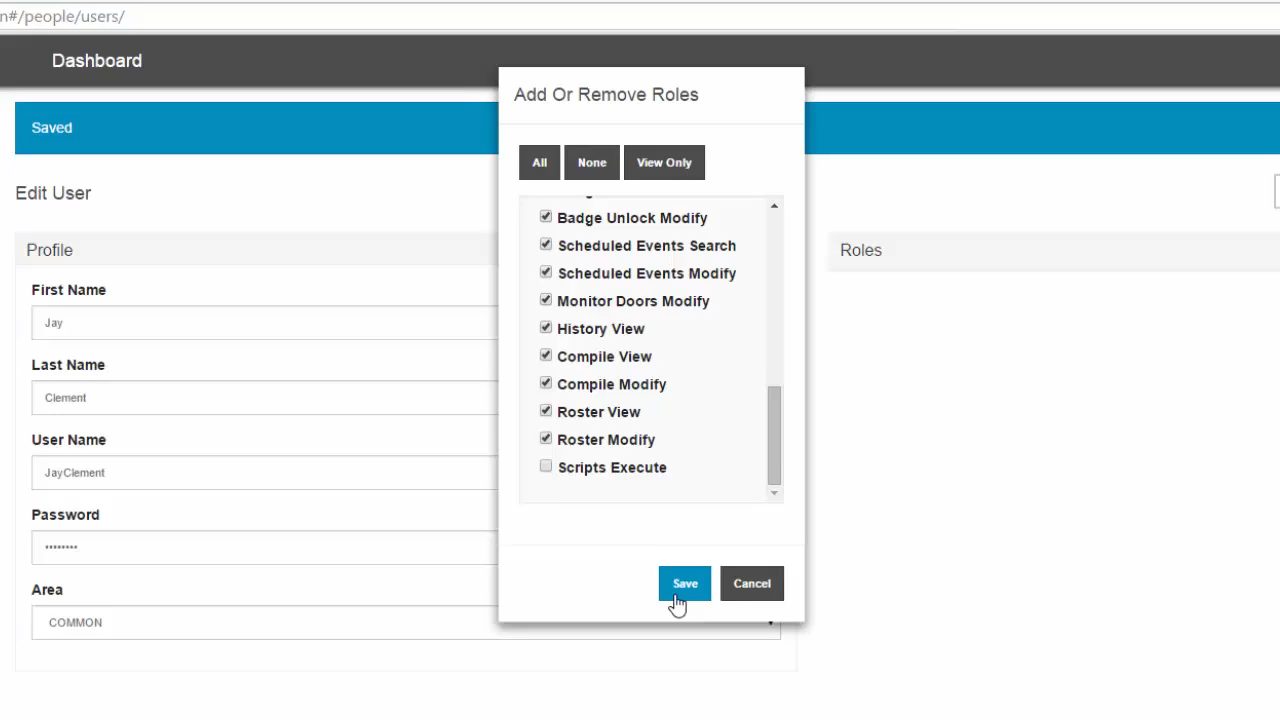 n#/people/users/
Dashboard
Add Or Remove Roles
Saved
All
None
View Only
Edit User
Badge Unlock Modify
Scheduled Events Search
Profile
Roles
Scheduled Events Modify
First Name
Monitor Doors Modify
Jay
History View
Compile View
Last Name
Compile Modify
Clement
Roster View
User Name
Roster Modify
Scripts Execute
JayClement
Password
••••••••
Save
Cancel
Area
COMMON